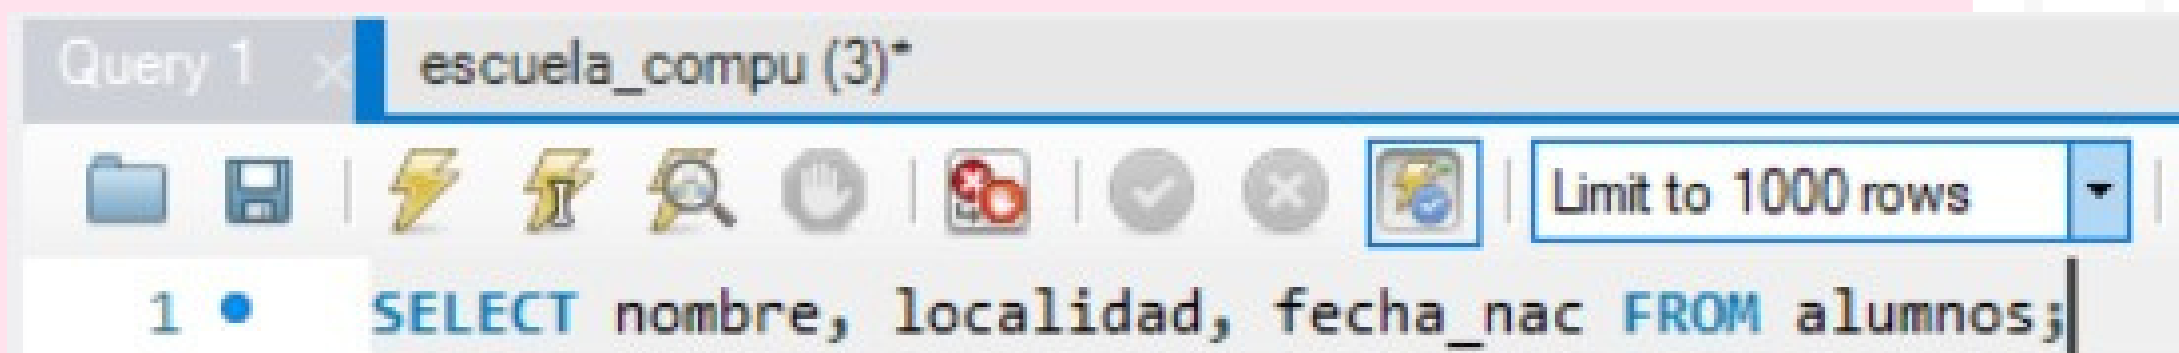 Query 1
escuela_compu (3)*
Limit to 1000 rows
1 SELECT nombre, localidad, fecha_nac FROM alumnos;